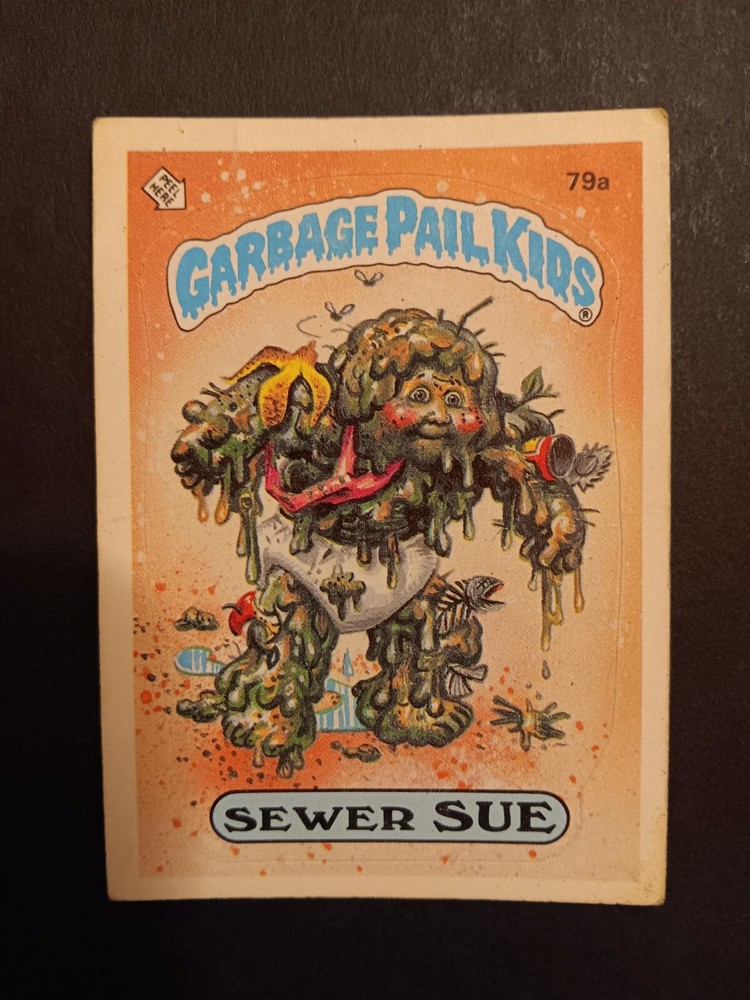 PEEL
HERE
79a
GARBAGE PAIL KIDS
®
SEWER SUE